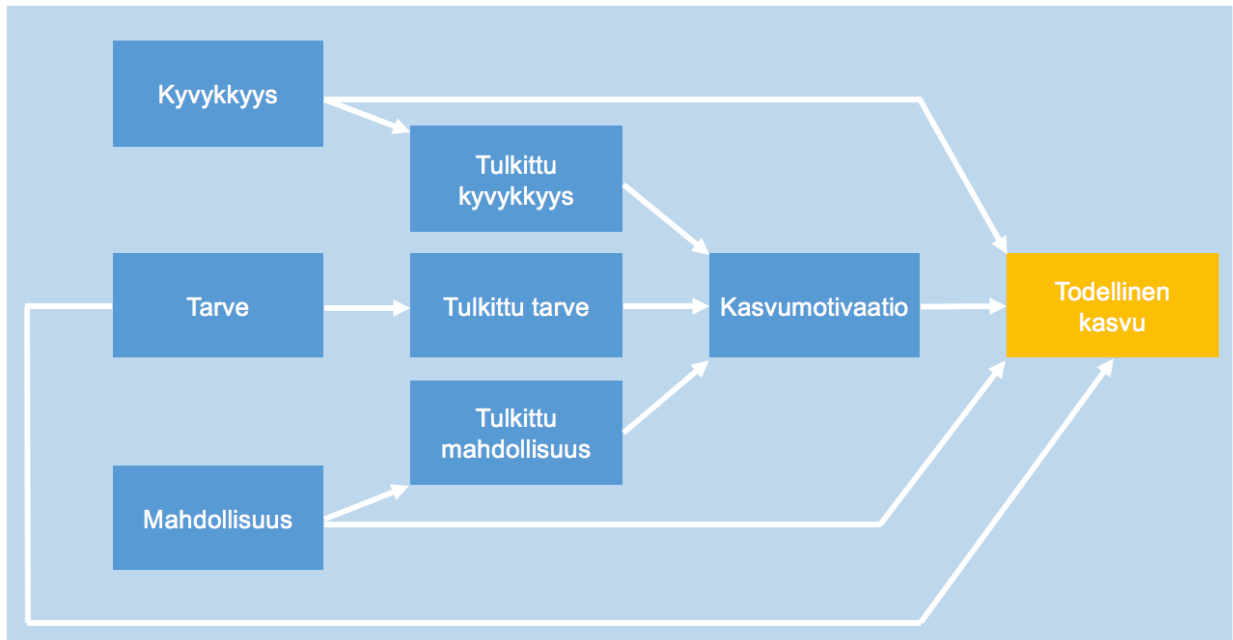 Kyvykkyys
Tulkittu
kyvykkyys
Tarve
Tulkittu tarve
Kasvumotivaatio
Todellinen
kasvu
Tulkittu
mahdollisuus
Mahdollisuus